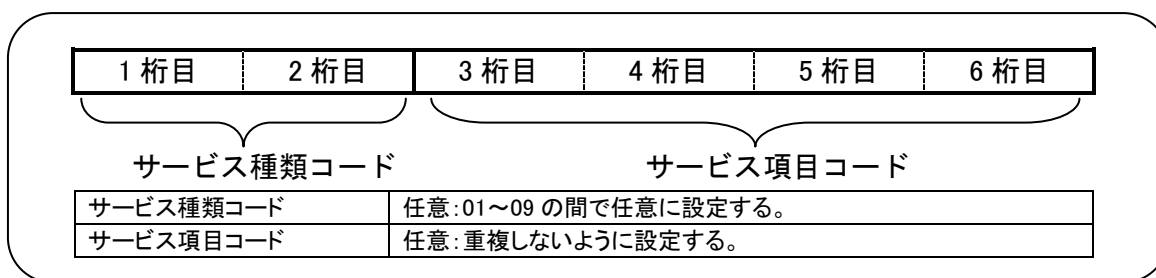 1 桁目 2 桁目 3 桁目 4 桁目 5 桁目 6 桁目
サービス種類コード サービス項目コード
サービス種類コード 任意：01～09 の間で任意に設定する。
サービス項目コード 任意：重複しないように設定する。